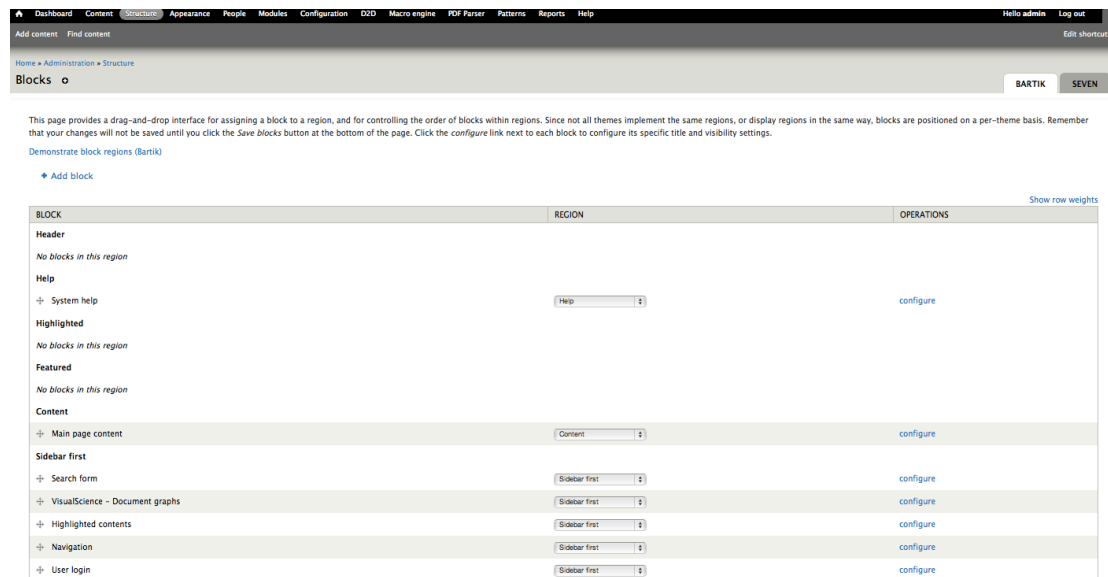 Dashboard Content Structure Appearance People Modules Configuration D2D Macro engine PDF Parser Patterns Reports Help Hello admin Log out
Add content Find content Edit shortcut
Home » Administration » Structure
Blocks
BARTIK SEVEN
This page provides a drag-and-drop interface for assigning a block to a region, and for controlling the order of blocks within regions. Since not all themes implement the same regions, or display regions in the same way, blocks are positioned on a per-theme basis. Remember
that your changes will not be saved until you click the Save blocks button at the bottom of the page. Click the configure link next to each block to configure its specific title and visibility settings.
Demonstrate block regions (Bartik)
+ Add block
Show row weights
BLOCK REGION OPERATIONS
Header
No blocks in this region
Help
System help Help configure
Highlighted
No blocks in this region
Featured
No blocks in this region
Content
Main page content Content configure
Sidebar first
Search form Sidebar first configure
VisualScience - Document graphs Sidebar first configure
Highlighted contents Sidebar first configure
Navigation Sidebar first configure
User login Sidebar first configure